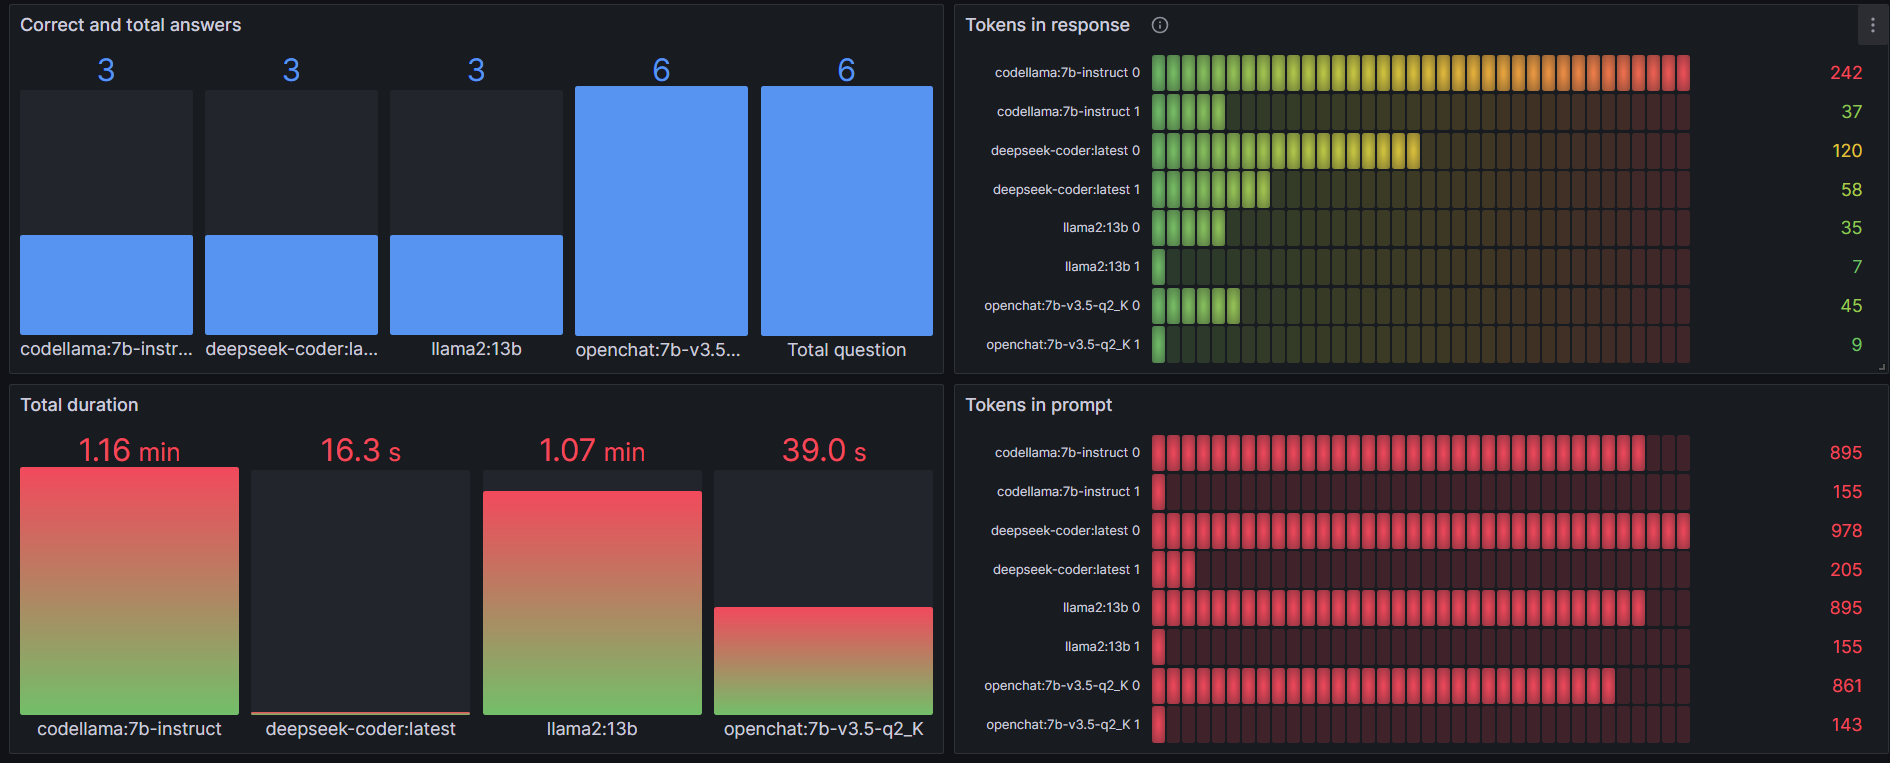 Correct and total answers
3
3
3
6
6
codellama:7b-instr...
deepseek-coder:la...
llama2:13b
openchat:7b-v3.5...
Total question
Tokens in response
codellama:7b-instruct 0 242
codellama:7b-instruct 1 37
deepseek-coder:latest 0 120
deepseek-coder:latest 1 58
llama2:13b 0 35
llama2:13b 1 7
openchat:7b-v3.5-q2_K 0 45
openchat:7b-v3.5-q2_K 1 9
Total duration
1.16 min
16.3 s
1.07 min
39.0 s
codellama:7b-instruct
deepseek-coder:latest
llama2:13b
openchat:7b-v3.5-q2_K
Tokens in prompt
codellama:7b-instruct 0 895
codellama:7b-instruct 1 155
deepseek-coder:latest 0 978
deepseek-coder:latest 1 205
llama2:13b 0 895
llama2:13b 1 155
openchat:7b-v3.5-q2_K 0 861
openchat:7b-v3.5-q2_K 1 143